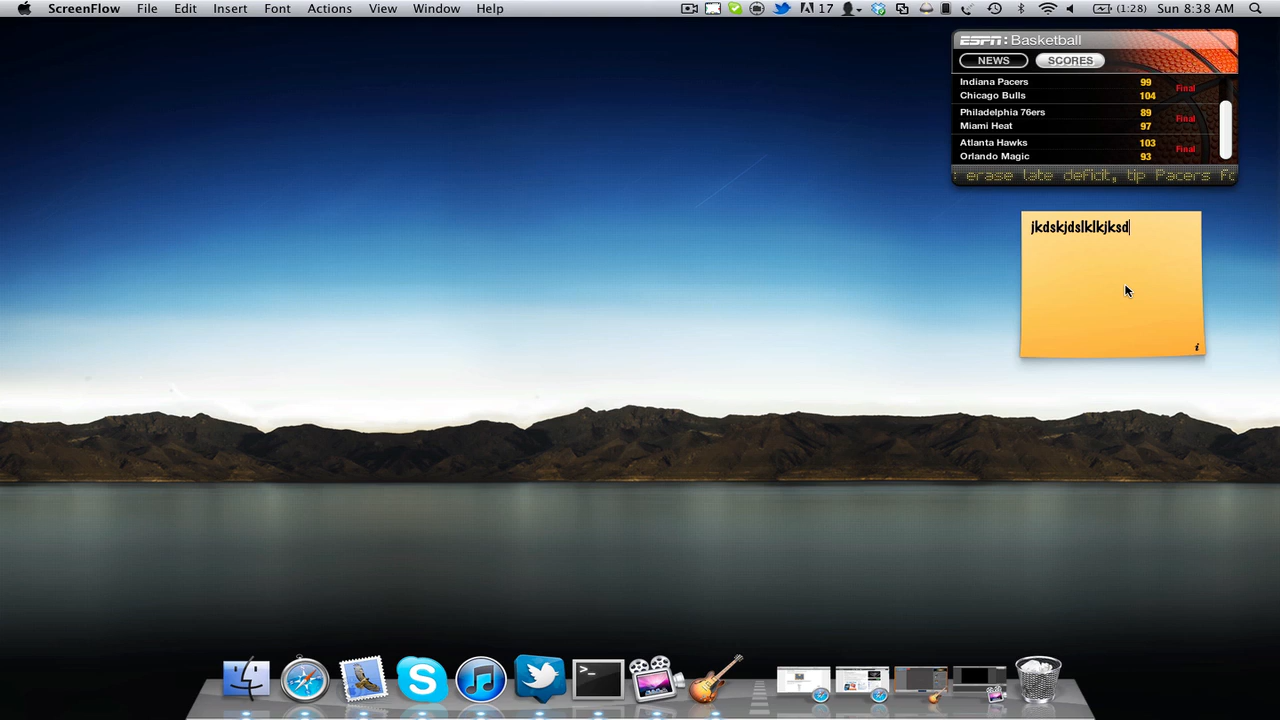 ScreenFlow File Edit Insert Font Actions View Window Help 17 (1:28) Sun 8:38 AM
ESPN: Basketball
NEWS SCORES
Indiana Pacers 99
Chicago Bulls 104
Final
Philadelphia 76ers 89
Miami Heat 97
Final
Atlanta Hawks 103
Orlando Magic 93
Final
: erase late deficit, tip Pacers
jkdskjdslklkjksd
i